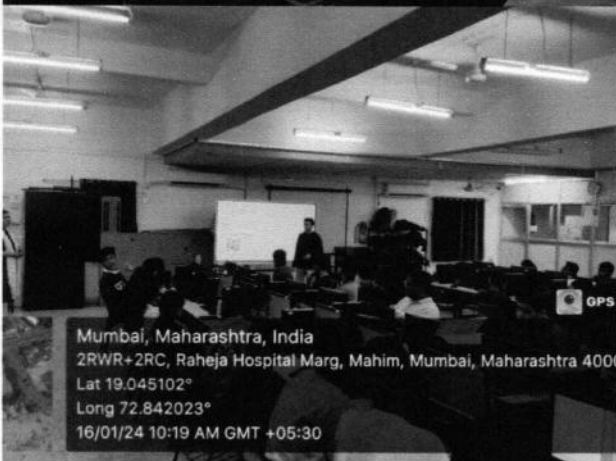 GPS
Mumbai, Maharashtra, India
2RWR+2RC, Raheja Hospital Marg, Mahim, Mumbai, Maharashtra 4000
Lat 19.045102°
Long 72.842023°
16/01/24 10:19 AM GMT +05:30